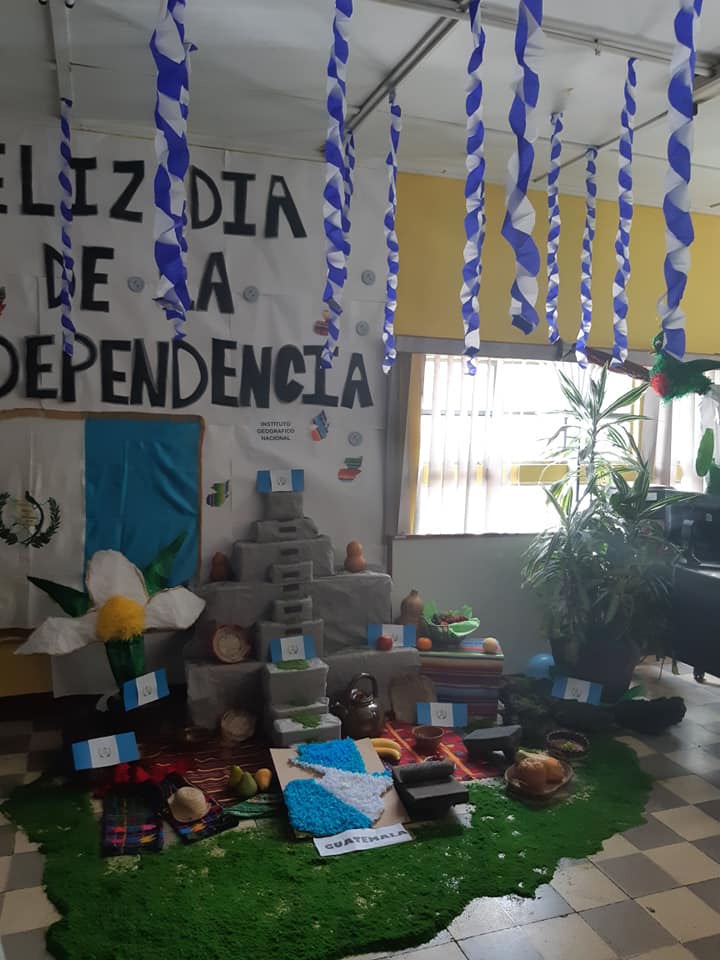 ELIZ DIA
DE LA
DEPENDENCIA
INSTITUTO
GEOGRAFICO
NACIONAL
GUATEMALA